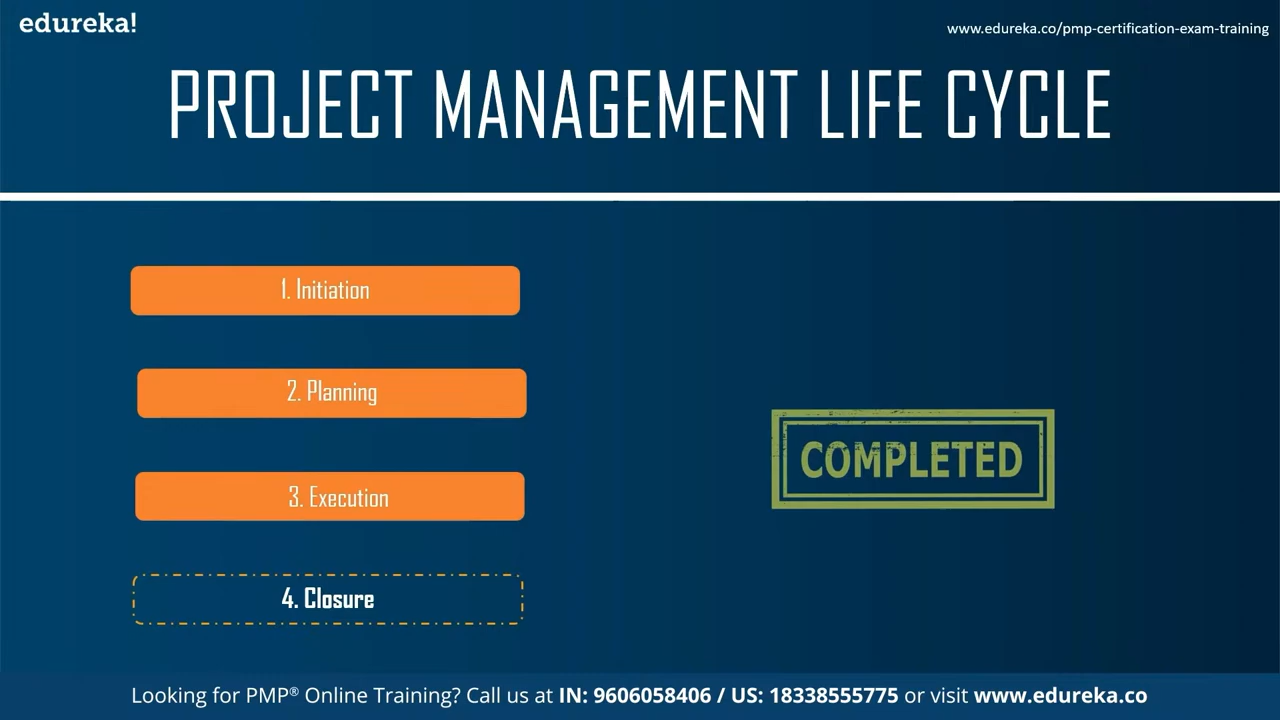 edureka!
www.edureka.co/pmp-certification-exam-training
PROJECT MANAGEMENT LIFE CYCLE
1. Initiation
2. Planning
3. Execution
4. Closure
COMPLETED
Looking for PMP® Online Training? Call us at IN: 9606058406 / US: 18338555775 or visit www.edureka.co